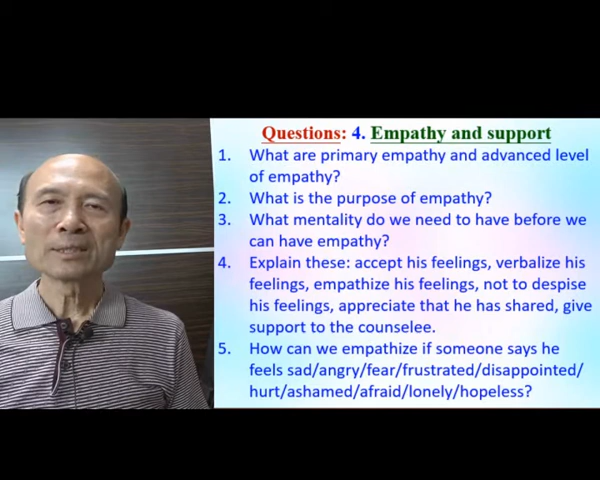 Questions: 4. Empathy and support
1. What are primary empathy and advanced level
of empathy?
2. What is the purpose of empathy?
3. What mentality do we need to have before we
can have empathy?
4. Explain these: accept his feelings, verbalize his
feelings, empathize his feelings, not to despise
his feelings, appreciate that he has shared, give
support to the counselee.
5. How can we empathize if someone says he
feels sad/angry/fear/frustrated/disappointed/
hurt/ashamed/afraid/lonely/hopeless?